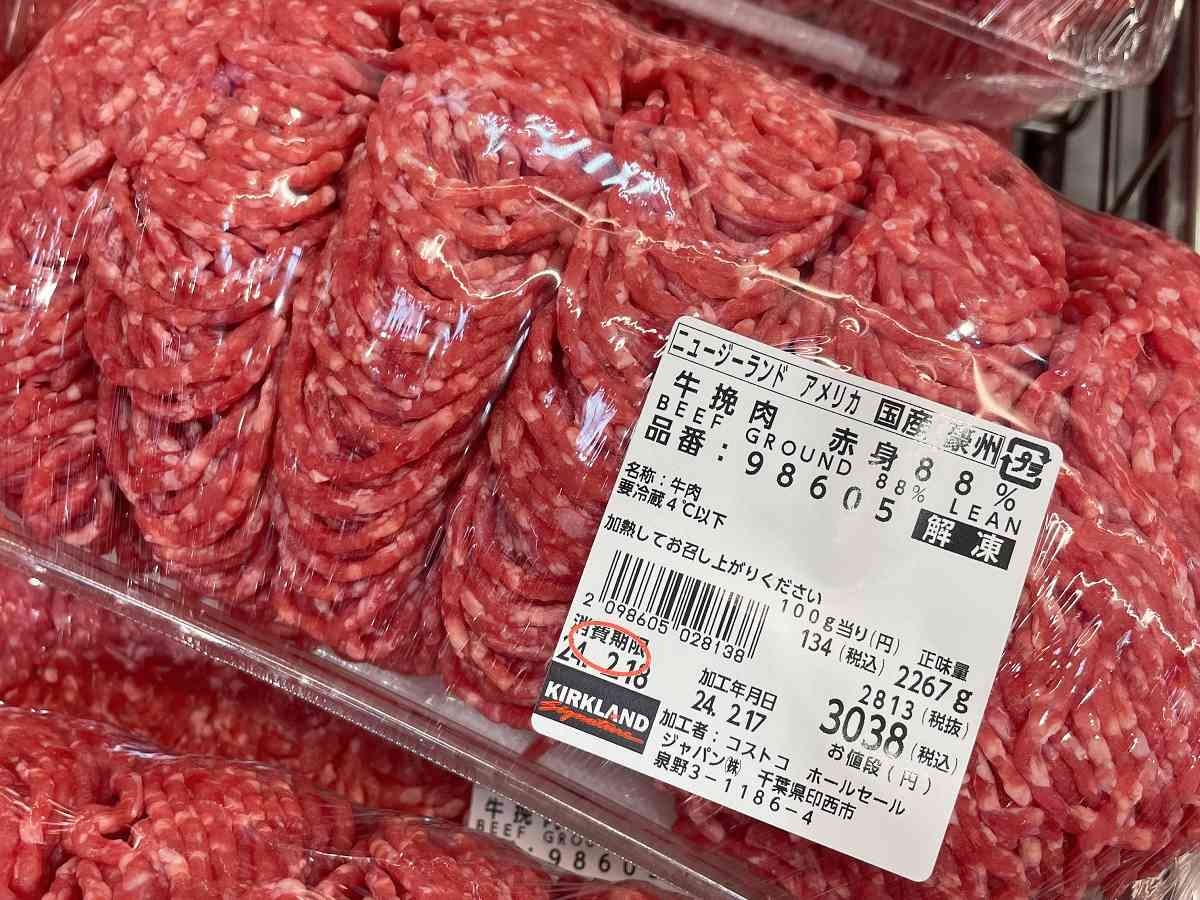 ニュージーランド アメリカ 国産 豪州
牛挽肉 赤身88%
BEEF GROUND 88% LEAN
品番:98605
解凍
プラ
名称:牛肉
要冷蔵4℃以下
加熱してお召し上がりください
2 098605 028138
100g当り(円)
134 (税込)
正味量
2267g
消費期限
24. 2.18
加工年月日
24. 2.17
2813 (税抜)
3038 (税込)
お値段(円)
KIRKLAND
Signature
加工者:コストコ ホールセール
ジャパン㈱ 千葉県印西市
泉野3-1186-4
牛挽
BEEF GROU
9860